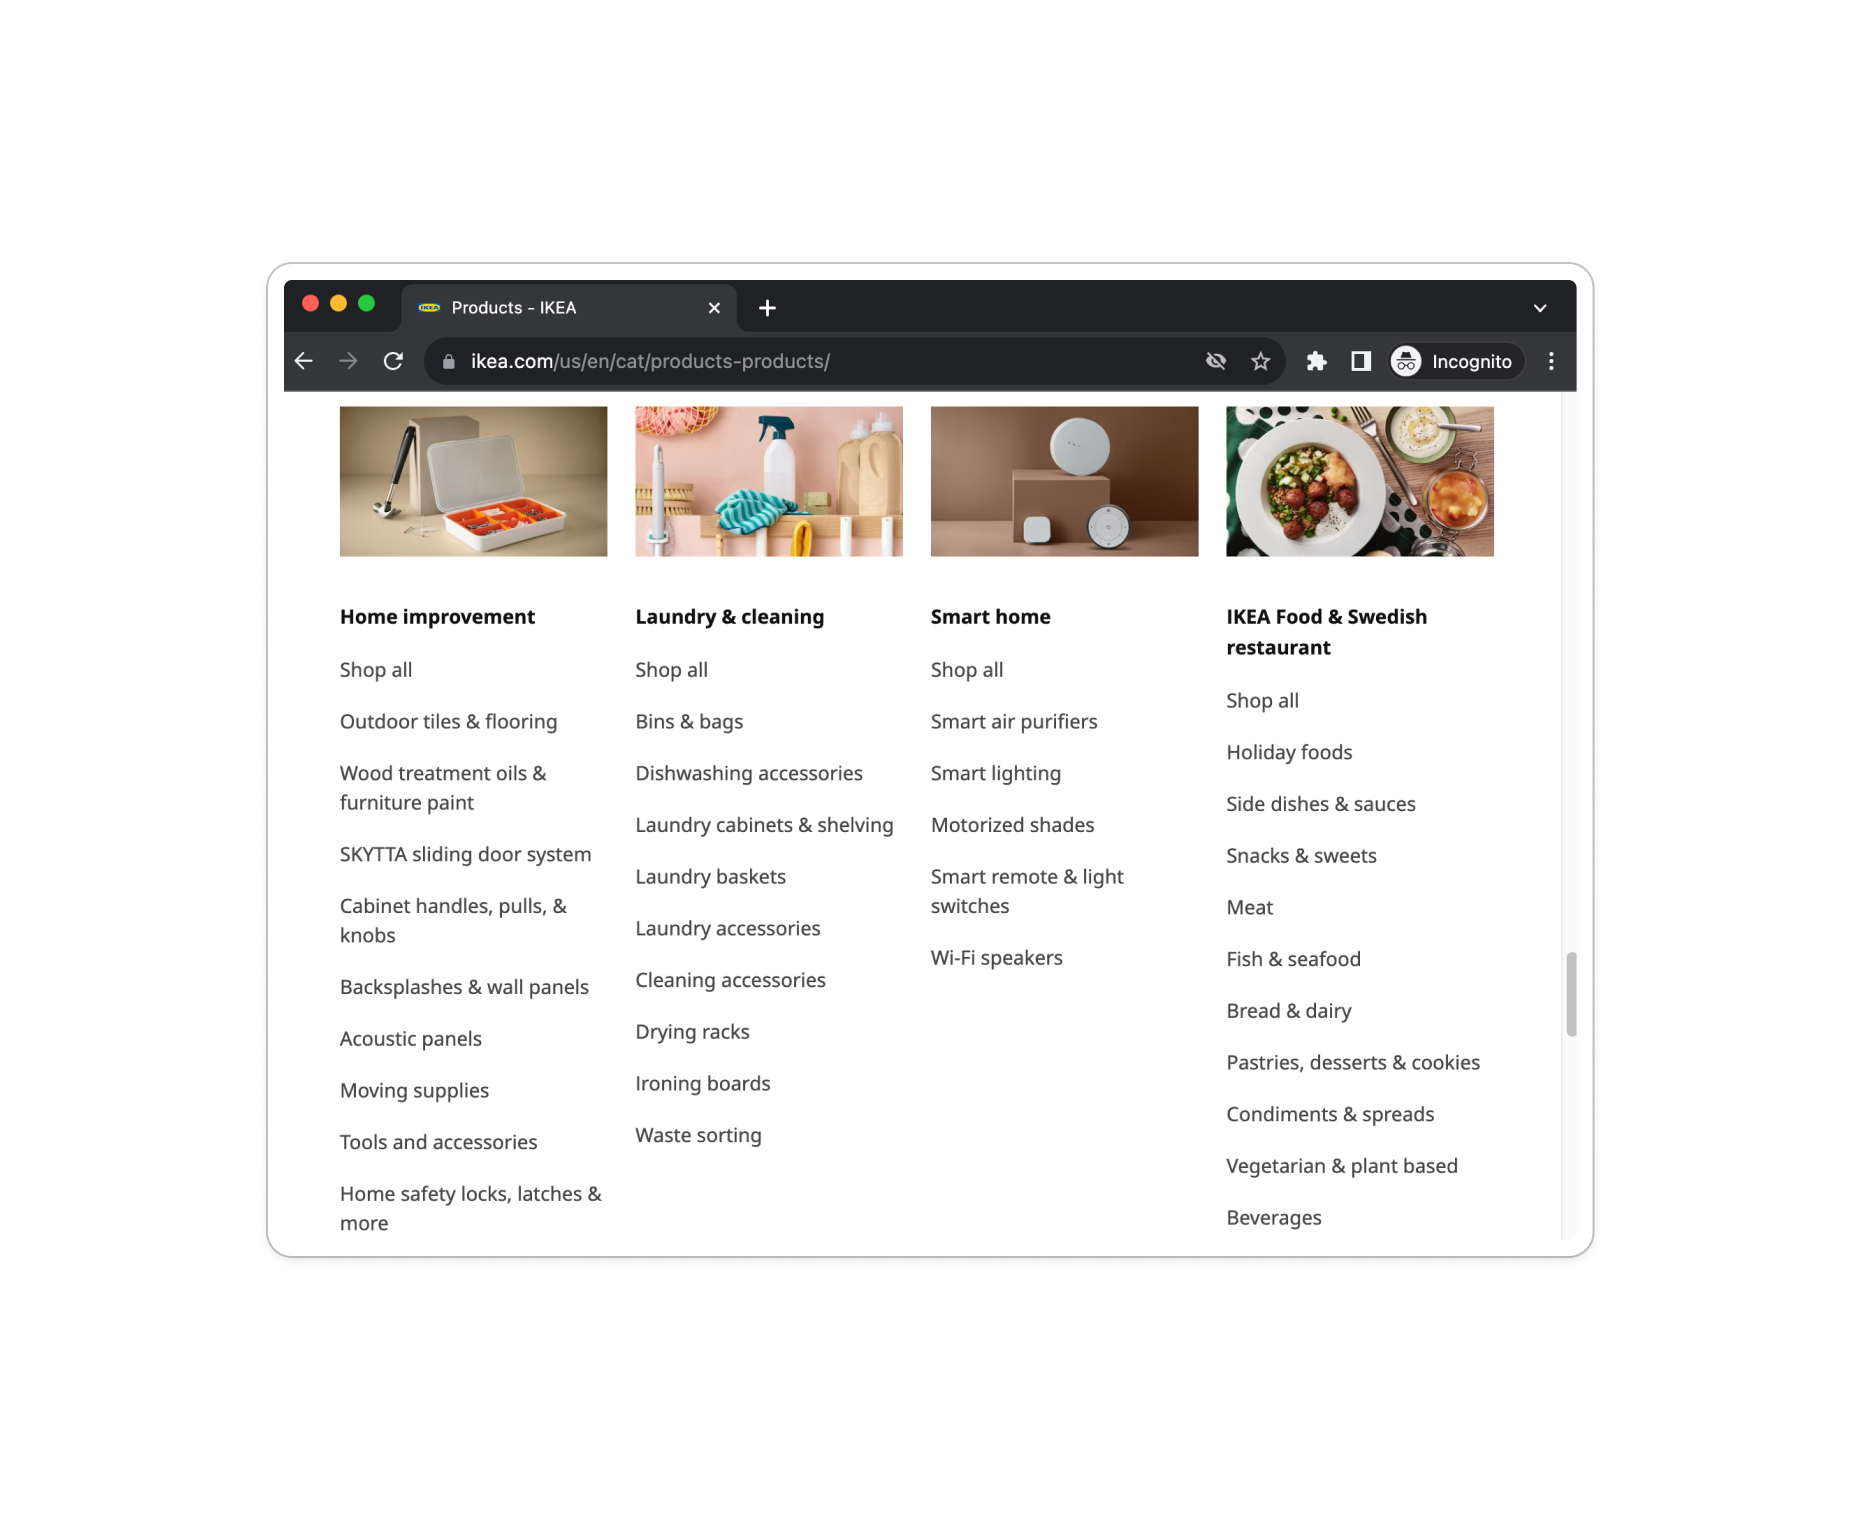 IKEA Products - IKEA
ikea.com/us/en/cat/products-products/
Incognito
Home improvement
Shop all
Outdoor tiles & flooring
Wood treatment oils &
furniture paint
SKYTTA sliding door system
Cabinet handles, pulls, &
knobs
Backsplashes & wall panels
Acoustic panels
Moving supplies
Tools and accessories
Home safety locks, latches &
more
Laundry & cleaning
Shop all
Bins & bags
Dishwashing accessories
Laundry cabinets & shelving
Laundry baskets
Laundry accessories
Cleaning accessories
Drying racks
Ironing boards
Waste sorting
Smart home
Shop all
Smart air purifiers
Smart lighting
Motorized shades
Smart remote & light
switches
Wi-Fi speakers
IKEA Food & Swedish
restaurant
Shop all
Holiday foods
Side dishes & sauces
Snacks & sweets
Meat
Fish & seafood
Bread & dairy
Pastries, desserts & cookies
Condiments & spreads
Vegetarian & plant based
Beverages